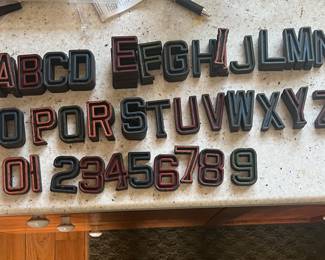 ABCD EFGHIJLMN
OPQRSTUVWXYZ
0123456789